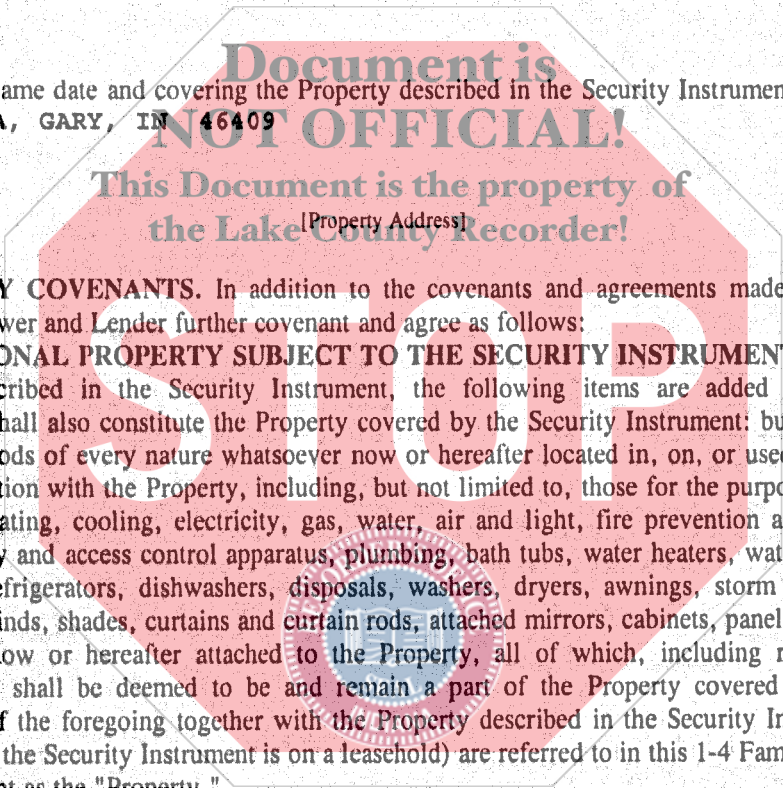 Document is
ame date and covering the Property described in the Security Instrumen
A, GARY, IN 46409
NOT OFFICIAL!
This Document is the property of
[Property Address]
the Lake County Recorder!
Y COVENANTS. In addition to the covenants and agreements made
wer and Lender further covenant and agree as follows:
ONAL PROPERTY SUBJECT TO THE SECURITY INSTRUMENT
cribed in the Security Instrument, the following items are added
hall also constitute the Property covered by the Security Instrument: bu
ods of every nature whatsoever now or hereafter located in, on, or used
tion with the Property, including, but not limited to, those for the purpo
ating, cooling, electricity, gas, water, air and light, fire prevention a
y and access control apparatus, plumbing, bath tubs, water heaters, wat
efrigerators, dishwashers, disposals, washers, dryers, awnings, storm
inds, shades, curtains and curtain rods, attached mirrors, cabinets, panel
ow or hereafter attached to the Property, all of which, including r
shall be deemed to be and remain a part of the Property covered
f the foregoing together with the Property described in the Security In
the Security Instrument is on a leasehold) are referred to in this 1-4 Fam
nt as the "Property."
STOP